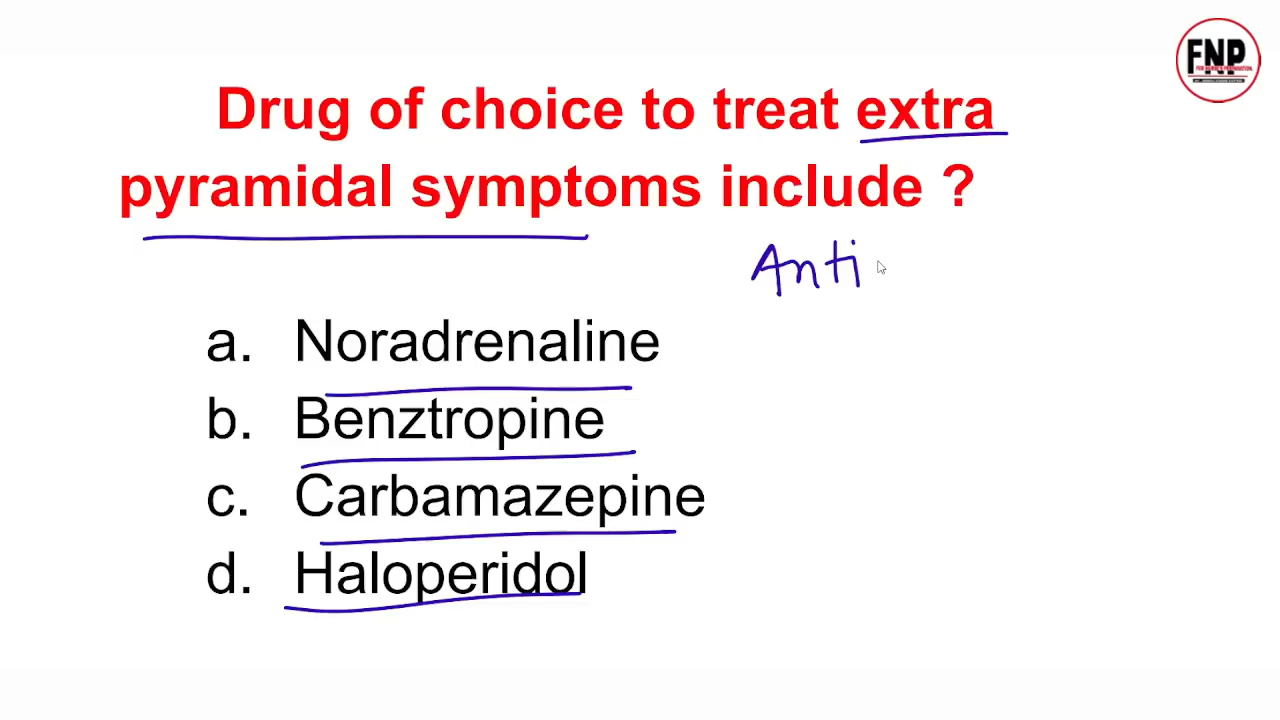 FNP
Drug of choice to treat extra
pyramidal symptoms include ?
Anti
a. Noradrenaline
b. Benztropine
c. Carbamazepine
d. Haloperidol